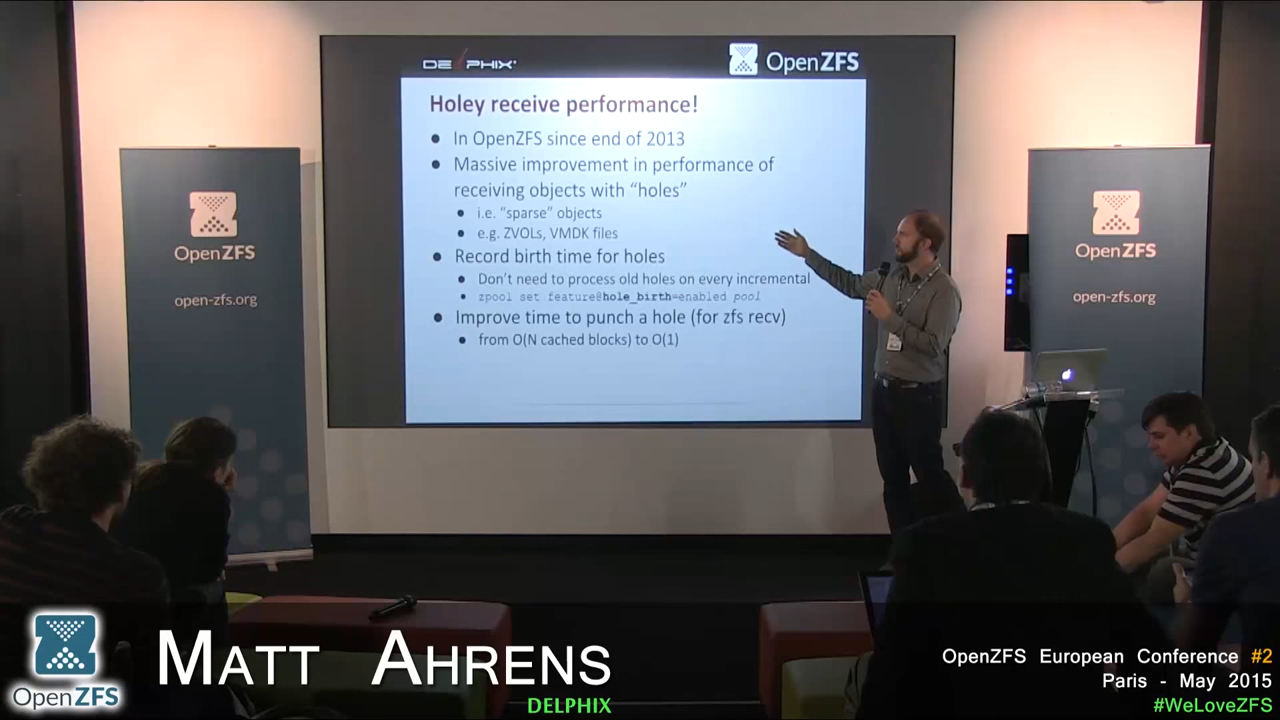 DELPHIX
OpenZFS
Holey receive performance!
● In OpenZFS since end of 2013
● Massive improvement in performance of
receiving objects with “holes”
● i.e. “sparse” objects
● e.g. ZVOLs, VMDK files
● Record birth time for holes
● Don’t need to process old holes on every incremental
● zpool set feature@hole_birth=enabled pool
● Improve time to punch a hole (for zfs recv)
● from O(N cached blocks) to O(1)
OpenZFS
open-zfs.org
OpenZFS
open-zfs.org
OpenZFS
MATT AHRENS
DELPHIX
OpenZFS European Conference #2
Paris - May 2015
#WeLoveZFS